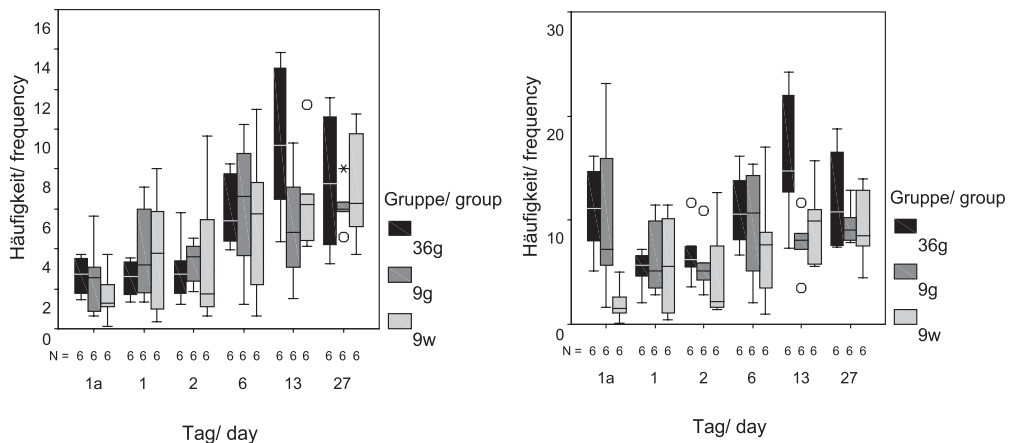 16
14
12
10
8
6
4
2
0
Häufigkeit/ frequency
N = 6 6 6 6 6 6 6 6 6 6 6 6 6 6 6 6 6 6
1a 1 2 6 13 27
Tag/ day
Gruppe/ group
36g
9g
9w
30
20
10
0
Häufigkeit/ frequency
N = 6 6 6 6 6 6 6 6 6 6 6 6 6 6 6 6 6 6
1a 1 2 6 13 27
Tag/ day
Gruppe/ group
36g
9g
9w